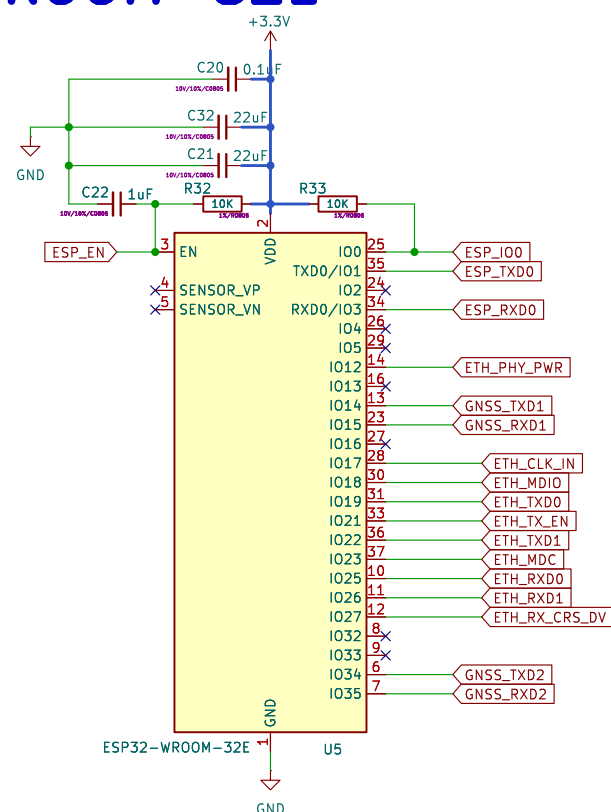 +3.3V
C20 0.1uF
10V/10%/C0805
C32 22uF
10V/10%/C0805
C21 22uF
10V/10%/C0805
GND
C22 1uF
10V/10%/C0805
R32
10K
1%/R0805
R33
10K
1%/R0805
2
VDD
ESP_EN 3 EN
4 SENSOR_VP
5 SENSOR_VN
IO0 25 ESP_IO0
TXD0/IO1 35 ESP_TXD0
IO2 24
RXD0/IO3 34 ESP_RXD0
IO4 26
IO5 29
IO12 14 ETH_PHY_PWR
IO13 16
IO14 13 GNSS_TXD1
IO15 23 GNSS_RXD1
IO16 27
IO17 28 ETH_CLK_IN
IO18 30 ETH_MDIO
IO19 31 ETH_TXD0
IO21 33 ETH_TX_EN
IO22 36 ETH_TXD1
IO23 37 ETH_MDC
IO25 10 ETH_RXD0
IO26 11 ETH_RXD1
IO27 12 ETH_RX_CRS_DV
IO32 8
IO33 9
IO34 6 GNSS_TXD2
IO35 7 GNSS_RXD2
GND
1
ESP32-WROOM-32E U5
GND